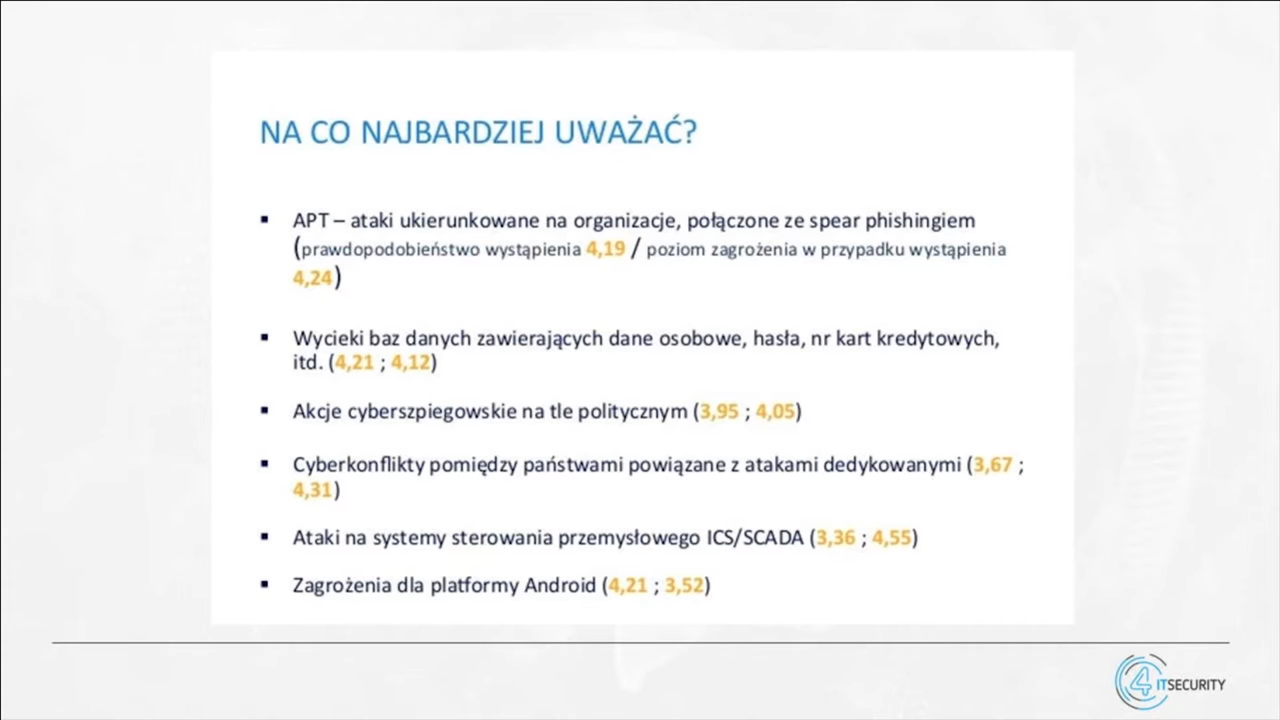 NA CO NAJBARDZIEJ UWAŻAĆ?
▪ APT – ataki ukierunkowane na organizacje, połączone ze spear phishingiem
(prawdopodobieństwo wystąpienia 4,19 / poziom zagrożenia w przypadku wystąpienia
4,24)
▪ Wycieki baz danych zawierających dane osobowe, hasła, nr kart kredytowych,
itd. (4,21 ; 4,12)
▪ Akcje cyberszpiegowskie na tle politycznym (3,95 ; 4,05)
▪ Cyberkonflikty pomiędzy państwami powiązane z atakami dedykowanymi (3,67 ;
4,31)
▪ Ataki na systemy sterowania przemysłowego ICS/SCADA (3,36 ; 4,55)
▪ Zagrożenia dla platformy Android (4,21 ; 3,52)
4 ITSECURITY